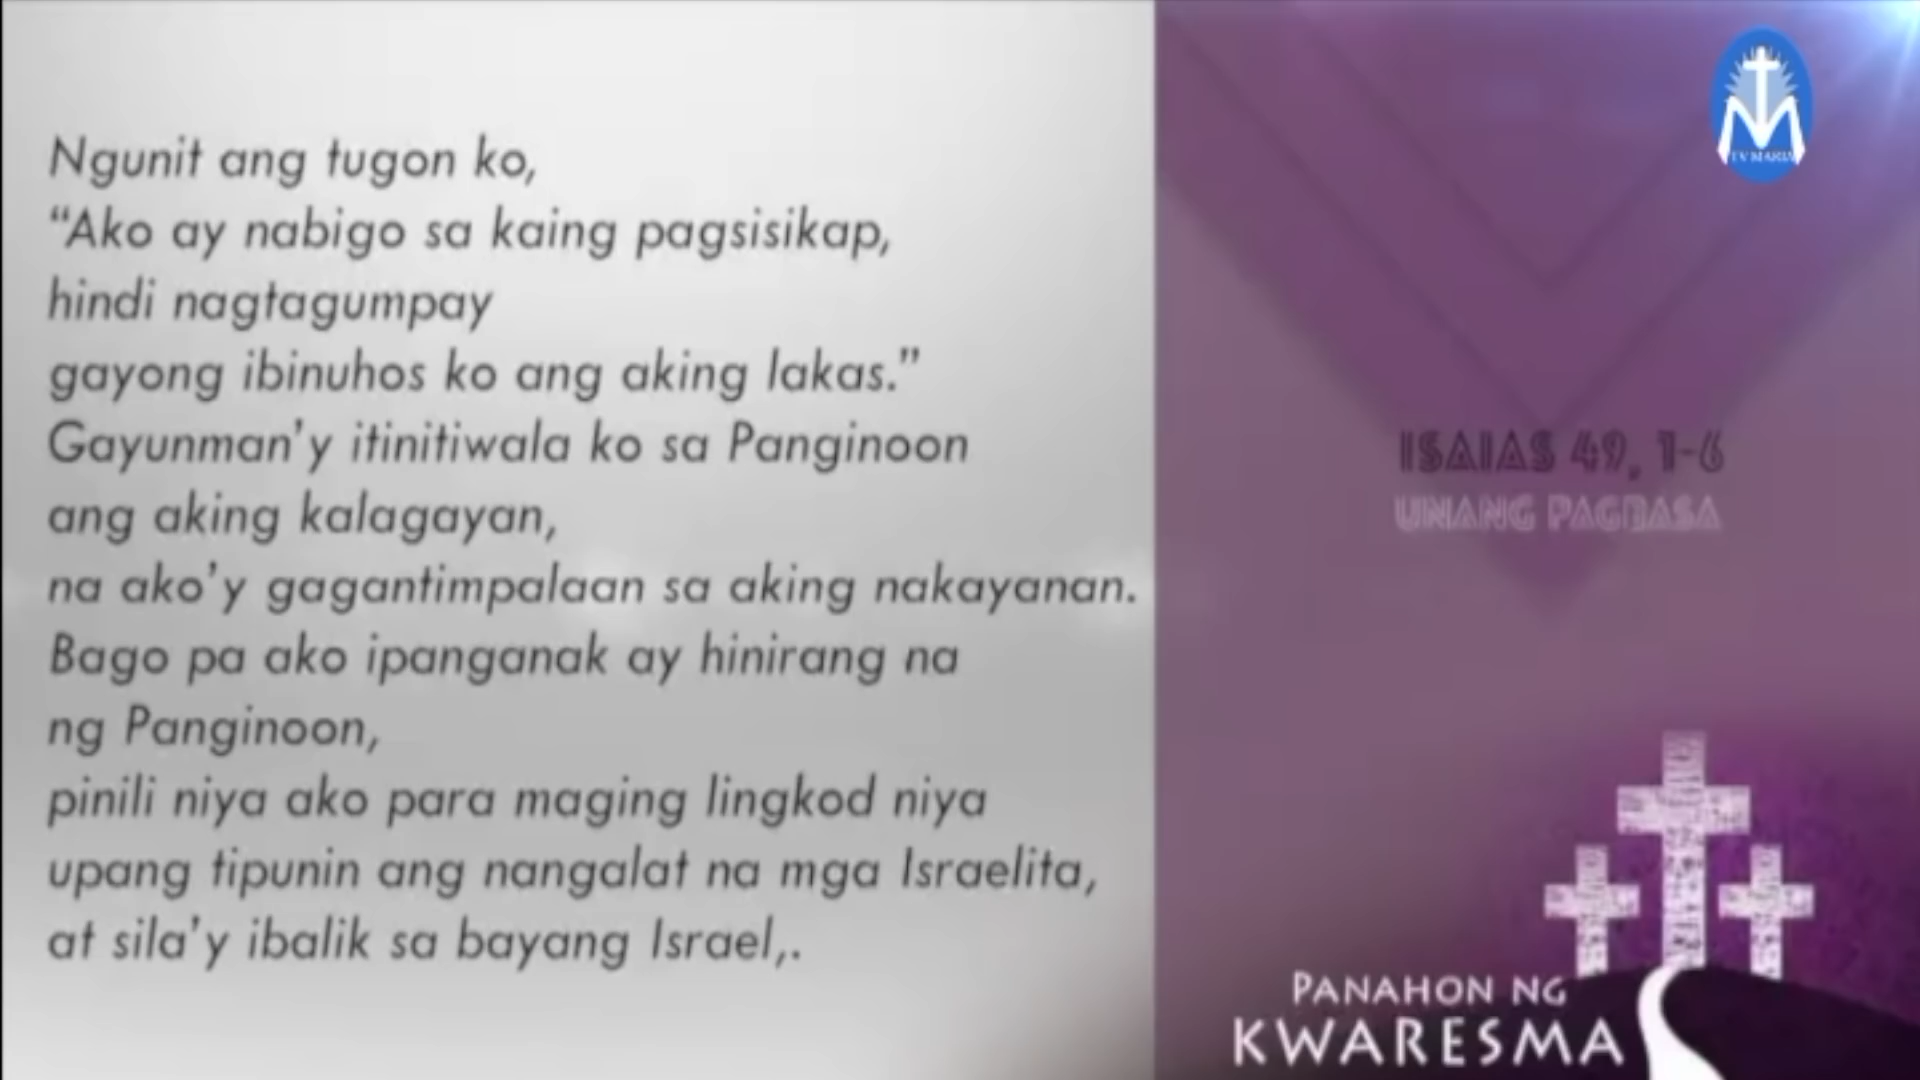 Ngunit ang tugon ko,
“Ako ay nabigo sa kaing pagsisikap,
hindi nagtagumpay
gayong ibinuhos ko ang aking lakas.”
Gayunman’y itinitiwala ko sa Panginoon
ang aking kalagayan,
na ako’y gagantimpalaan sa aking nakayanan.
Bago pa ako ipanganak ay hinirang na
ng Panginoon,
pinili niya ako para maging lingkod niya
upang tipunin ang nangalat na mga Israelita,
at sila’y ibalik sa bayang Israel,.
TV MARIA
ISAIAS 49, 1-6
UNANG PAGBASA
PANAHON NG
KWARESMA